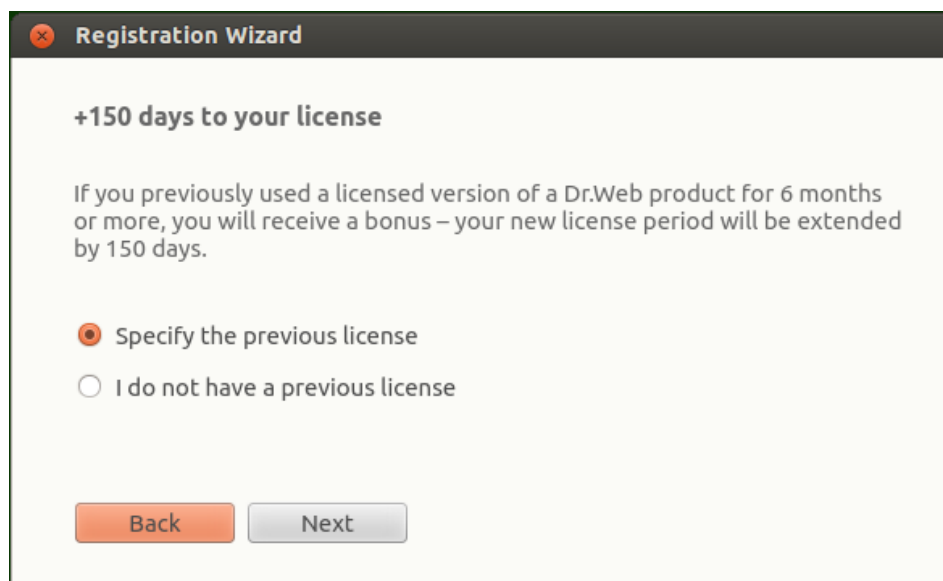 Registration Wizard
+150 days to your license
If you previously used a licensed version of a Dr.Web product for 6 months
or more, you will receive a bonus – your new license period will be extended
by 150 days.
Specify the previous license
I do not have a previous license
Back Next